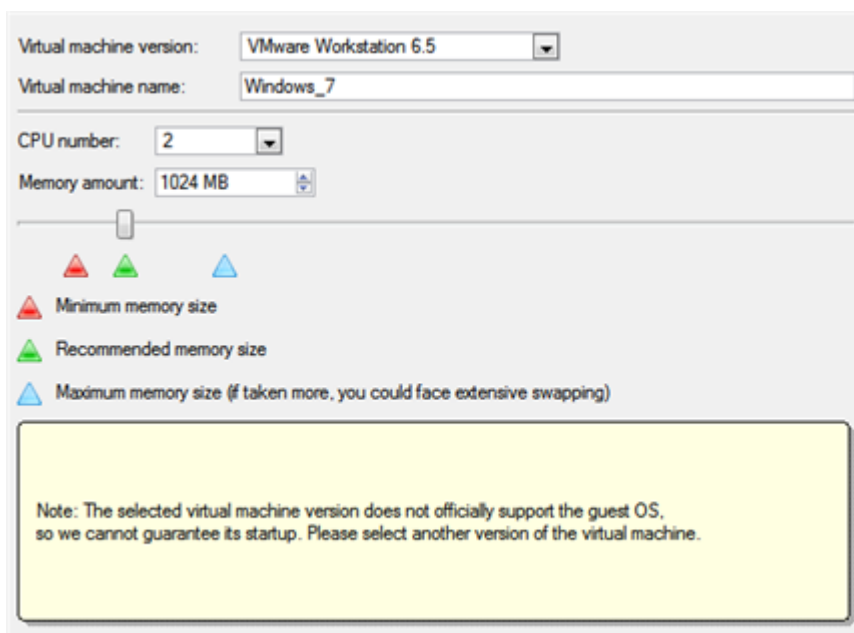 Virtual machine version: VMware Workstation 6.5
Virtual machine name: Windows_7
CPU number: 2
Memory amount: 1024 MB
Minimum memory size
Recommended memory size
Maximum memory size (if taken more, you could face extensive swapping)
Note: The selected virtual machine version does not officially support the guest OS,
so we cannot guarantee its startup. Please select another version of the virtual machine.